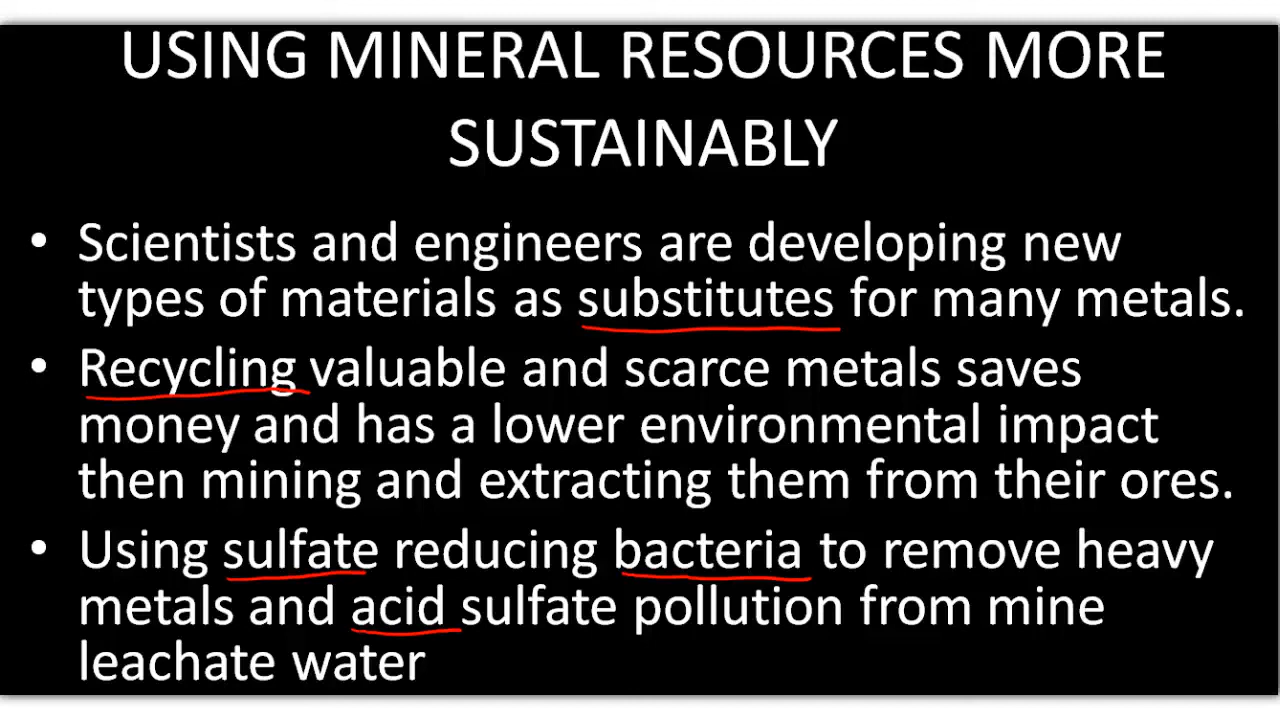 USING MINERAL RESOURCES MORE
SUSTAINABLY
• Scientists and engineers are developing new
types of materials as substitutes for many metals.
• Recycling valuable and scarce metals saves
money and has a lower environmental impact
then mining and extracting them from their ores.
• Using sulfate reducing bacteria to remove heavy
metals and acid sulfate pollution from mine
leachate water